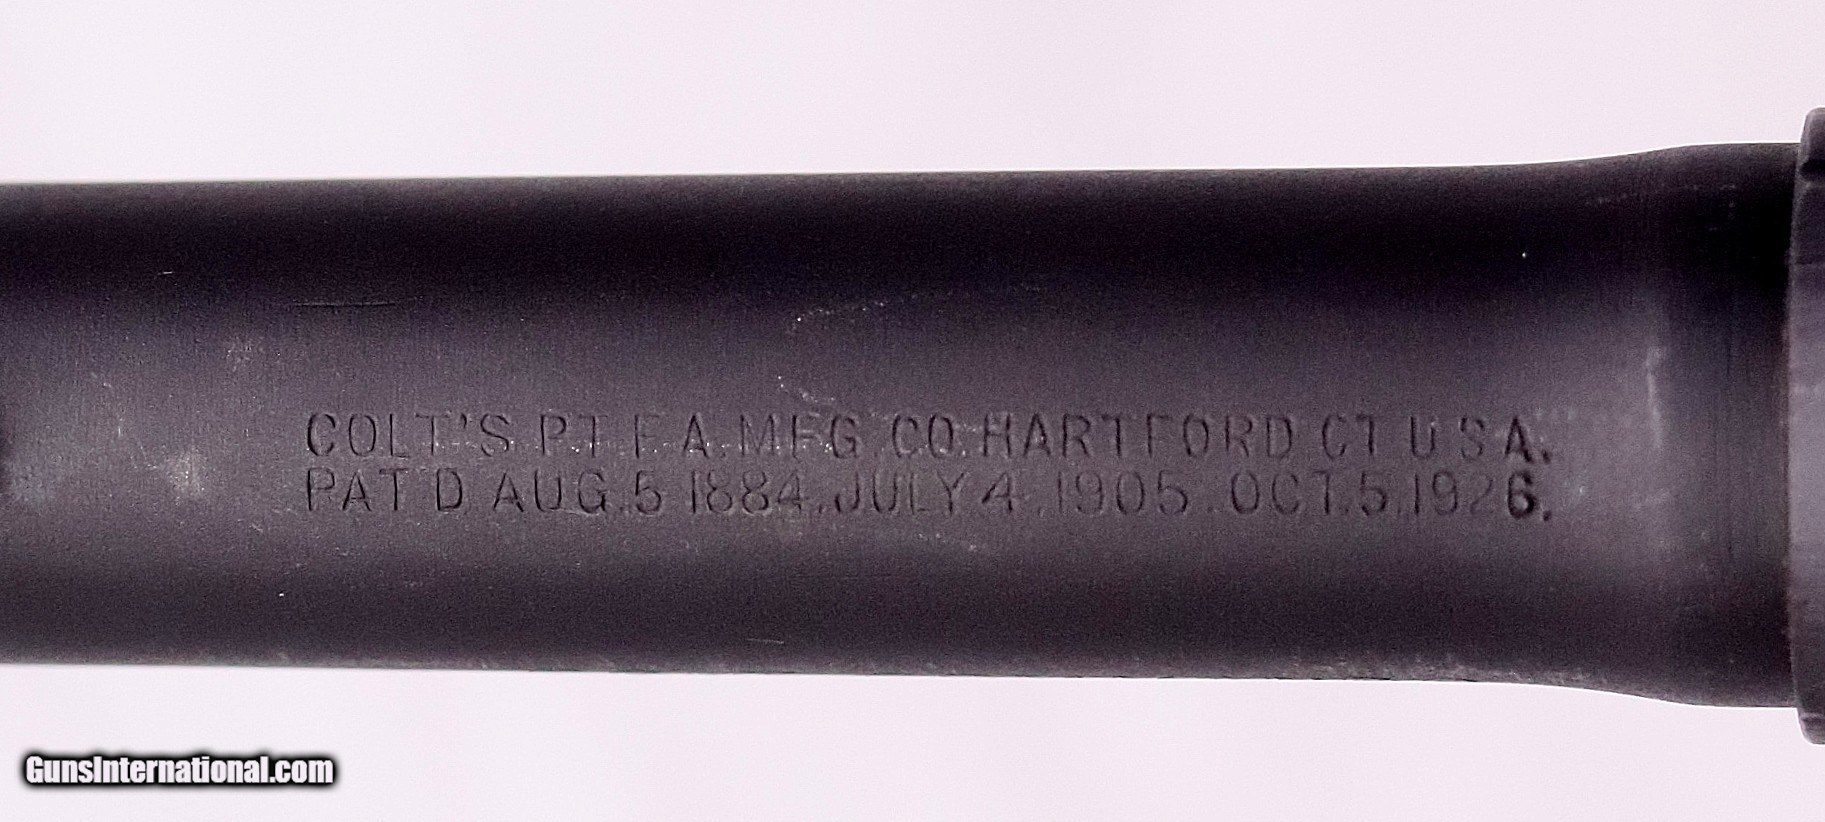 COLT'S PT F A. MFG. CO. HARTFORD CT U S A.
PAT D AUG. 5 1884, JULY 4, 1905. OCT. 5, 1926.
GunsInternational.com